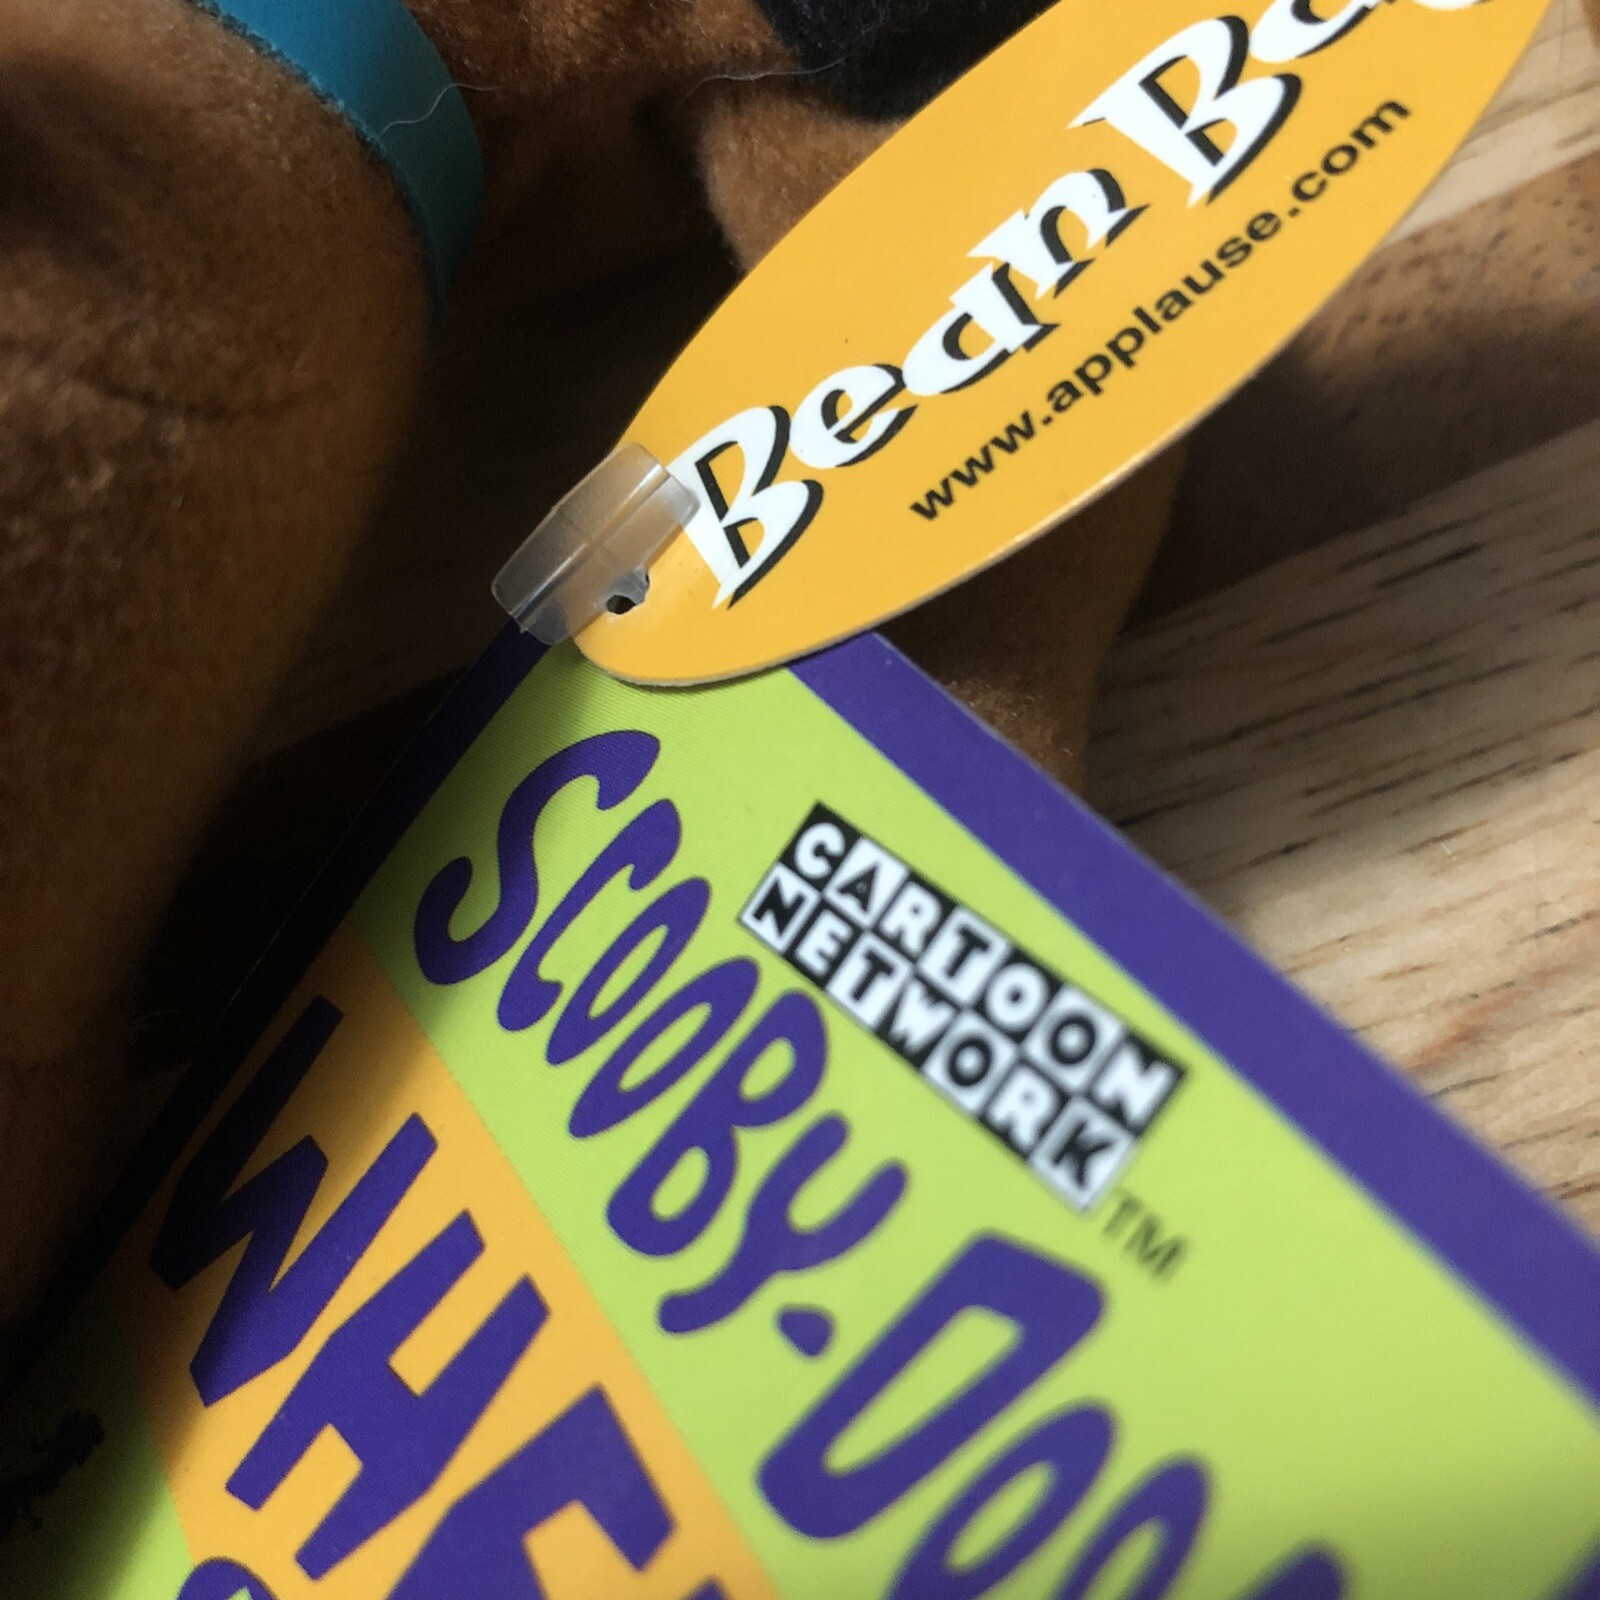 Bean Ba
www.applause.com
CARTOON
NETWORK
TM
SCOOBY-DOO
WHE